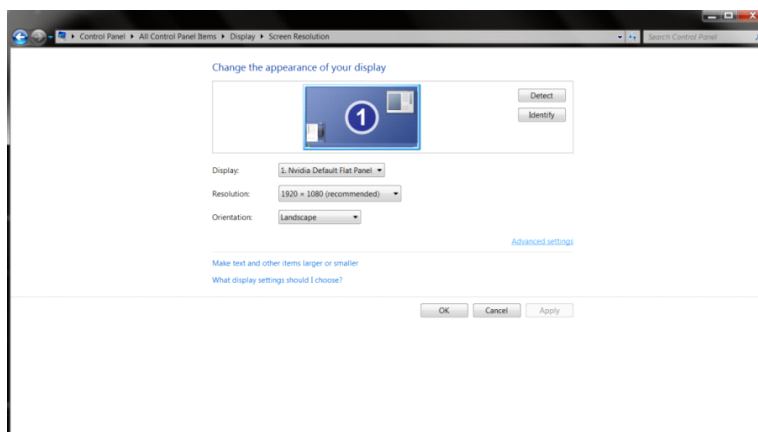 Control Panel ▸ All Control Panel Items ▸ Display ▸ Screen Resolution
Search Control Panel
Change the appearance of your display
1
Detect
Identify
Display: 1. Nvidia Default Flat Panel
Resolution: 1920 × 1080 (recommended)
Orientation: Landscape
Advanced settings
Make text and other items larger or smaller
What display settings should I choose?
OK Cancel Apply